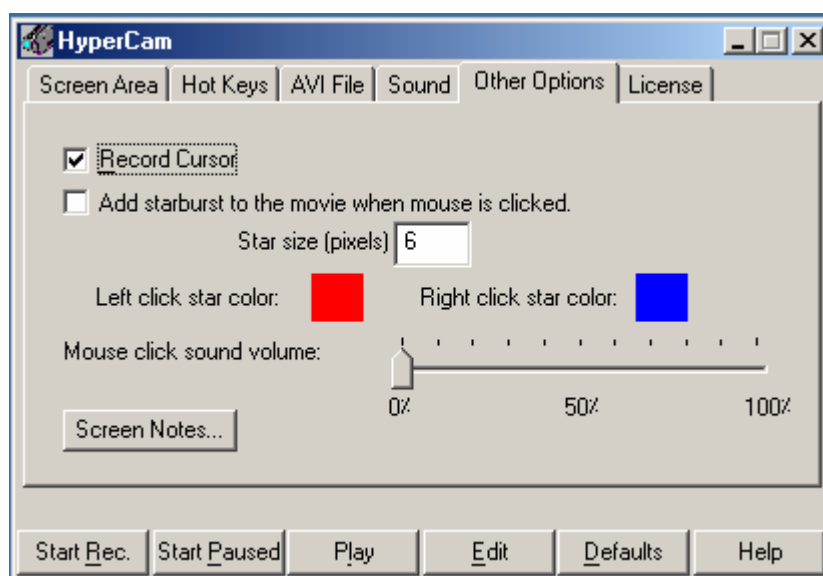 HyperCam
Screen Area Hot Keys AVI File Sound Other Options License
Record Cursor
Add starburst to the movie when mouse is clicked.
Star size (pixels) 6
Left click star color: Right click star color:
Mouse click sound volume:
0% 50% 100%
Screen Notes...
Start Rec. Start Paused Play Edit Defaults Help